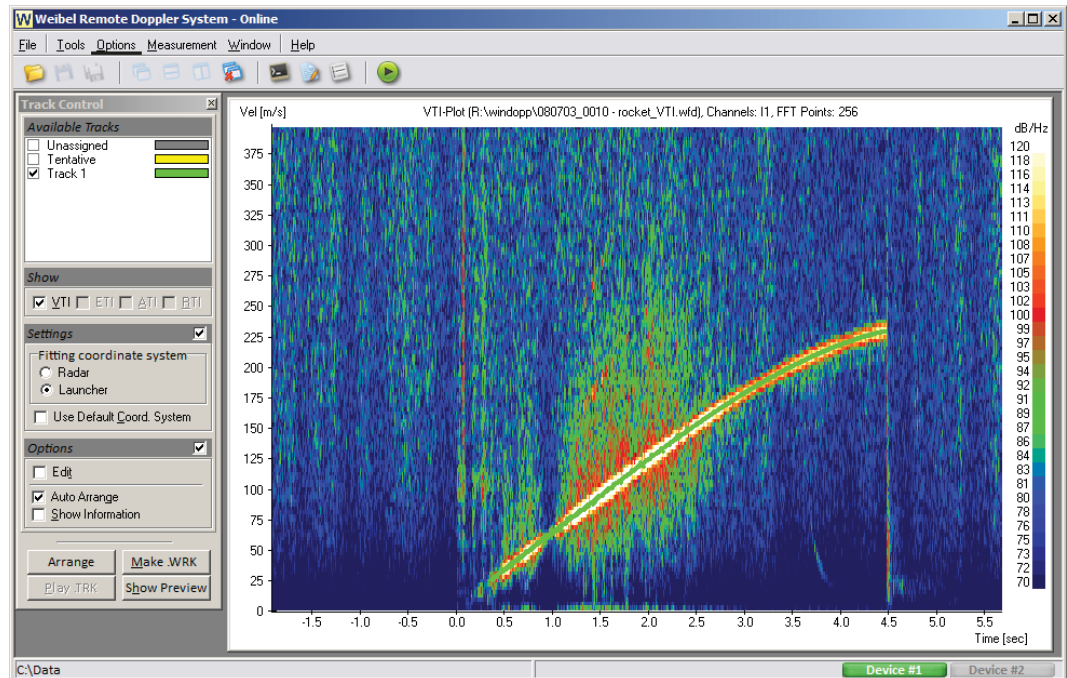 Weibel Remote Doppler System - Online
File Tools Options Measurement Window Help
Track Control
Available Tracks
Unassigned
Tentative
Track 1
Show
VTI ETI ATI RTI
Settings
Fitting coordinate system
Radar
Launcher
Use Default Coord. System
Options
Edit
Auto Arrange
Show Information
Arrange Make .WRK
Play .TRK Show Preview
Vel [m/s] VTI-Plot (R:\windopp\080703_0010 - rocket_VTI.wfd), Channels: I1, FFT Points: 256
dB/Hz
375
350
325
300
275
250
225
200
175
150
125
100
75
50
25
0
120
118
116
114
113
111
110
108
107
105
103
102
100
99
97
95
94
92
91
89
87
86
84
83
81
80
78
76
75
73
72
70
-1.5 -1.0 -0.5 0.0 0.5 1.0 1.5 2.0 2.5 3.0 3.5 4.0 4.5 5.0 5.5
Time [sec]
C:\Data Device #1 Device #2